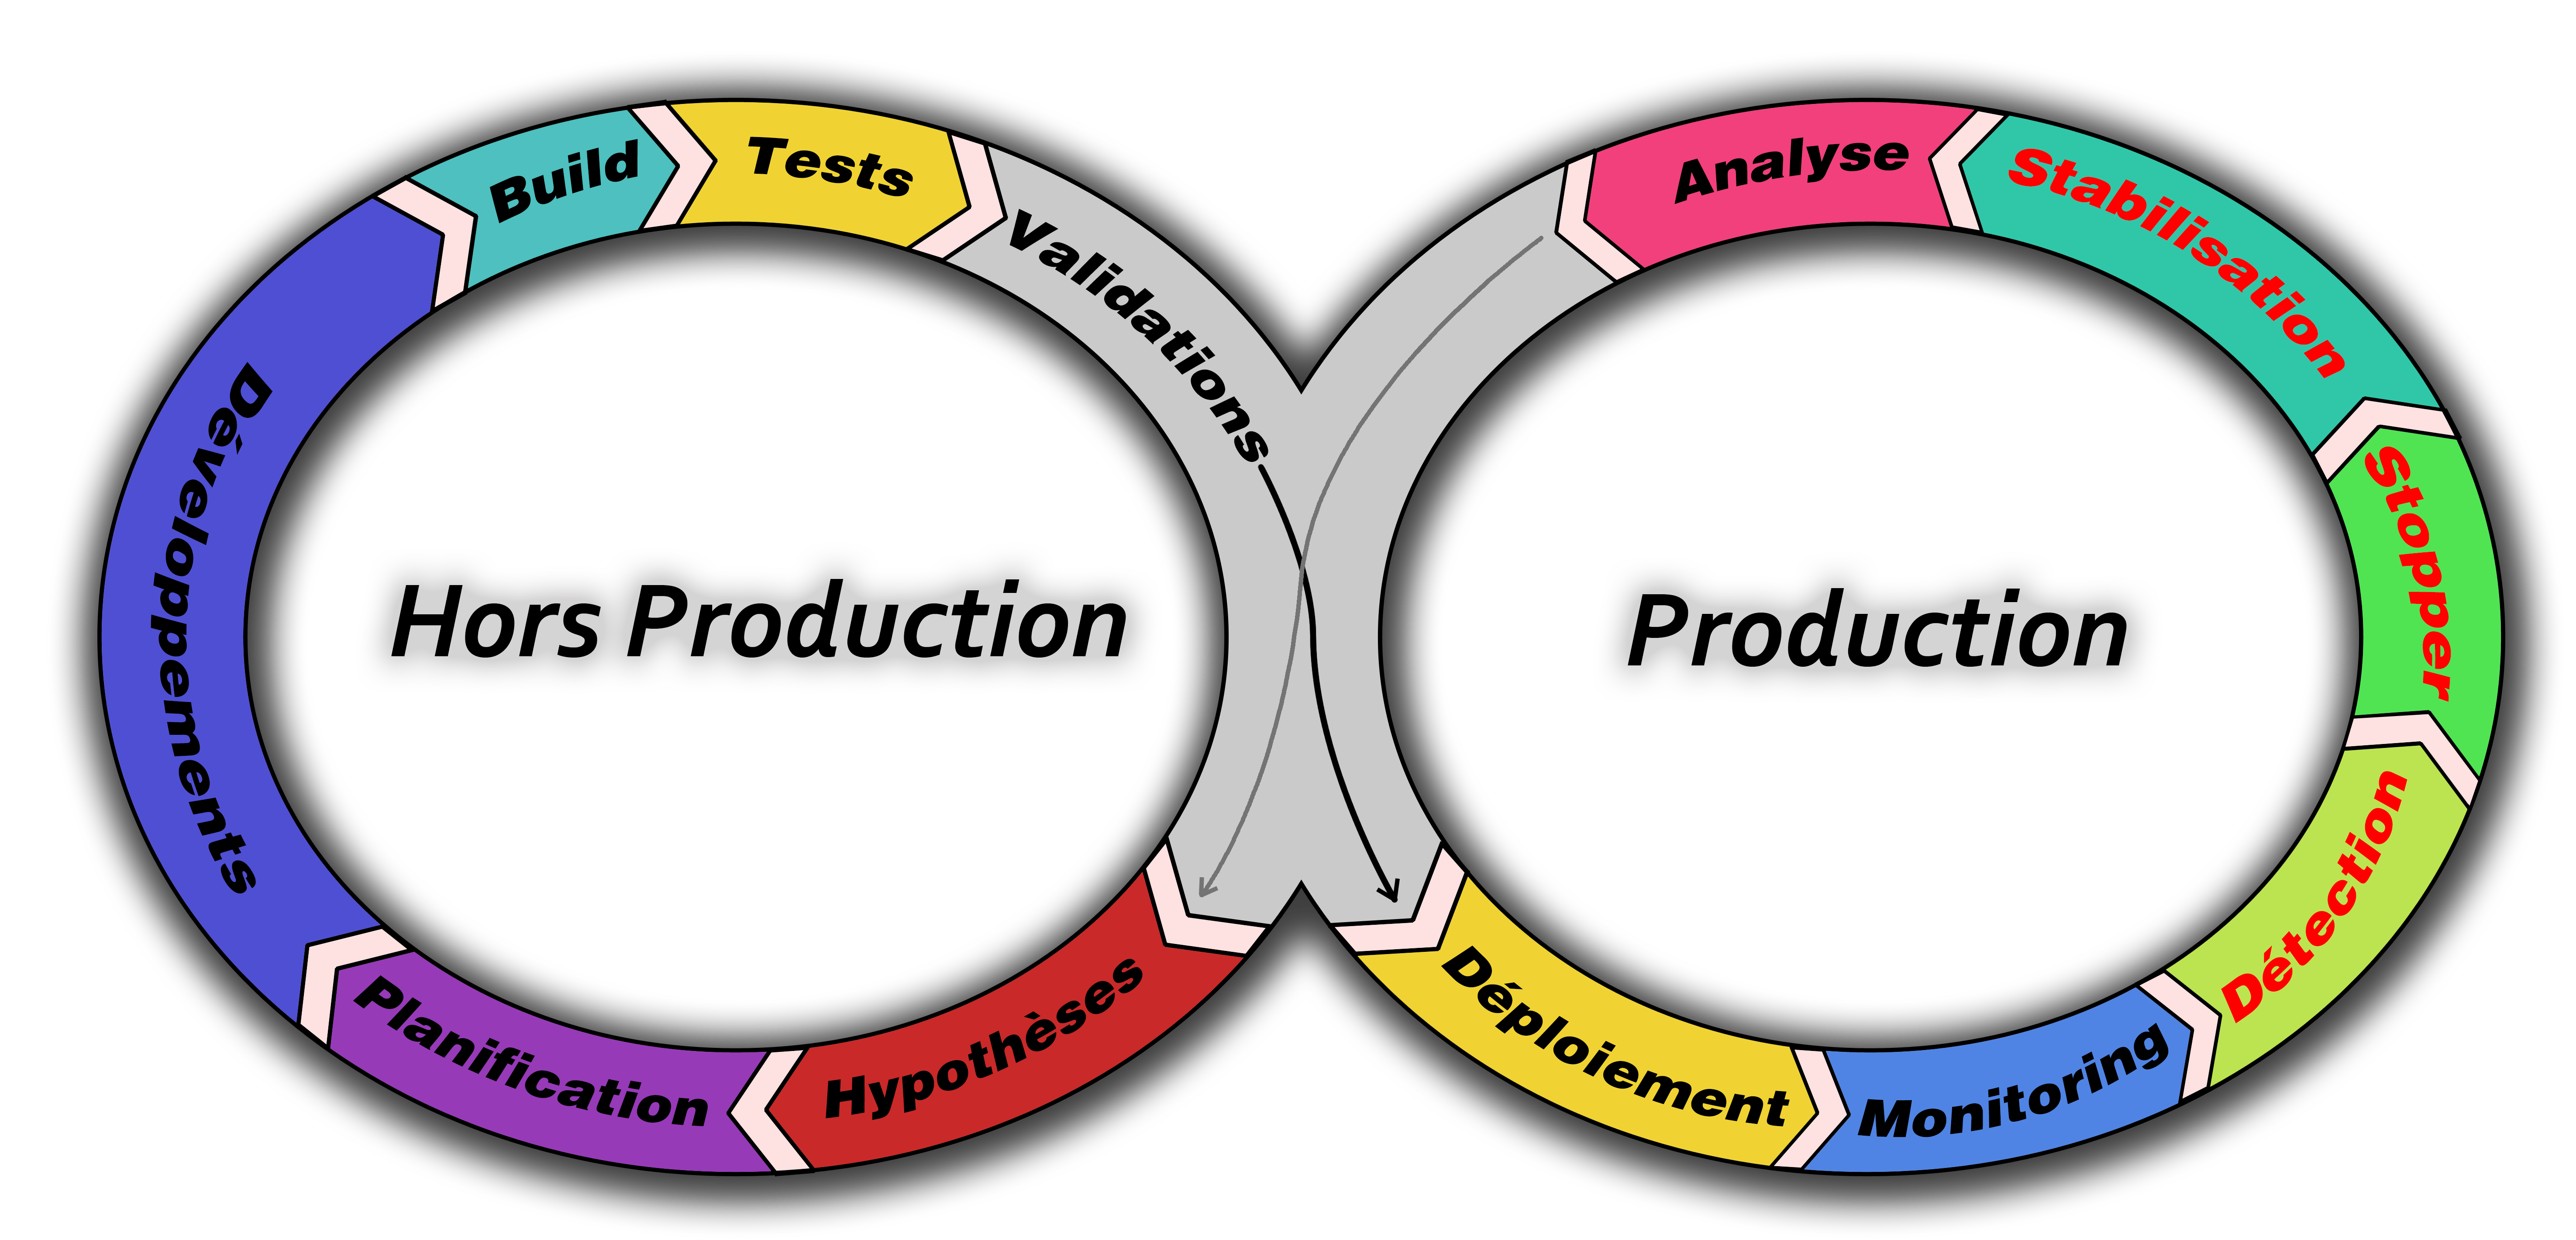 Hors Production
Hypothèses
Planification
Développements
Build
Tests
Validations
Production
Déploiement
Monitoring
Détection
Stopper
Stabilisation
Analyse